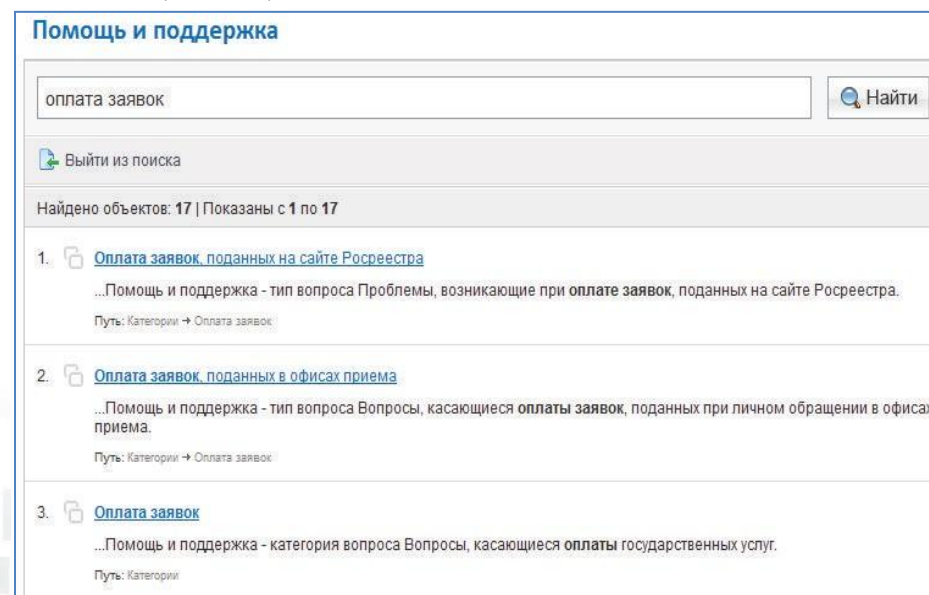 Помощь и поддержка
оплата заявок
Найти
Выйти из поиска
Найдено объектов: 17 | Показаны с 1 по 17
1. Оплата заявок, поданных на сайте Росреестра
...Помощь и поддержка - тип вопроса Проблемы, возникающие при оплате заявок, поданных на сайте Росреестра.
Путь: Категории → Оплата заявок
2. Оплата заявок, поданных в офисах приема
...Помощь и поддержка - тип вопроса Вопросы, касающиеся оплаты заявок, поданных при личном обращении в офисах
приема.
Путь: Категории → Оплата заявок
3. Оплата заявок
...Помощь и поддержка - категория вопроса Вопросы, касающиеся оплаты государственных услуг.
Путь: Категории